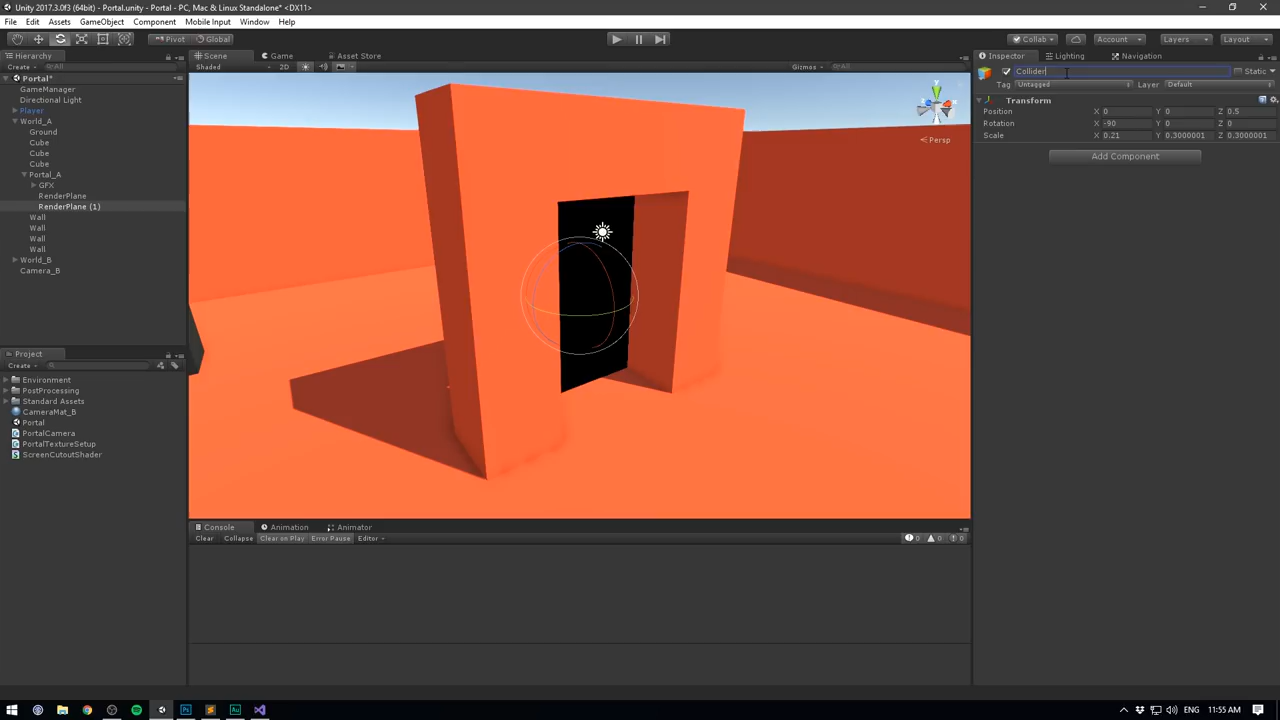 Unity 2017.3.0f3 (64bit) - Portal.unity - Portal - PC, Mac & Linux Standalone* <DX11>
File Edit Assets GameObject Component Mobile Input Window Help
Pivot Global Collab Account Layers Layout
Hierarchy Scene Game Asset Store Inspector Lighting Navigation
Create All Shaded 2D Gizmos All
Collider Static
Tag Untagged Layer Default
Portal*
GameManager
Directional Light
Player
World_A
Ground
Cube
Cube
Cube
Portal_A
GFX
RenderPlane
RenderPlane (1)
Wall
Wall
Wall
Wall
World_B
Camera_B
y
x
Persp
Transform
Position X 0 Y 0 Z 0.5
Rotation X -90 Y 0 Z 0
Scale X 0.21 Y 0.3000001 Z 0.3000001
Add Component
Project
Create
Environment
PostProcessing
Standard Assets
CameraMat_B
Portal
PortalCamera
PortalTextureSetup
ScreenCutoutShader
Console Animation Animator
Clear Collapse Clear on Play Error Pause Editor 0 0 0
ENG 11:55 AM